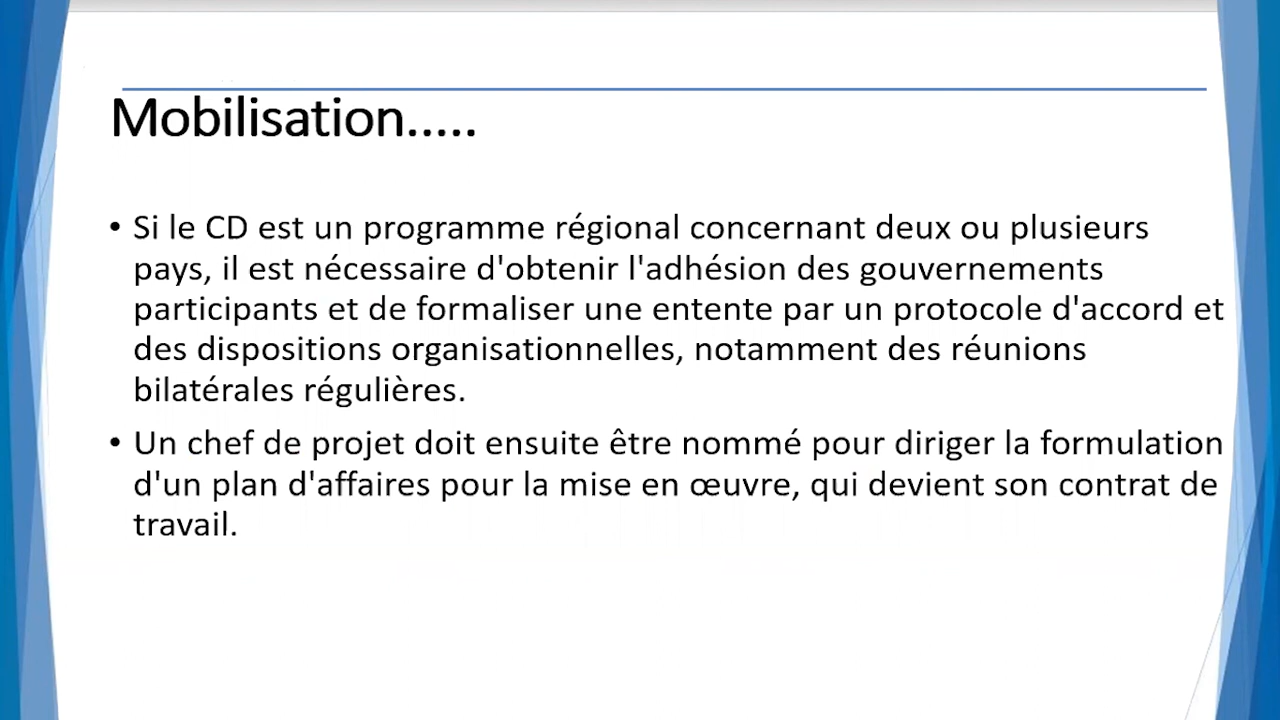 Mobilisation.....
• Si le CD est un programme régional concernant deux ou plusieurs
pays, il est nécessaire d'obtenir l'adhésion des gouvernements
participants et de formaliser une entente par un protocole d'accord et
des dispositions organisationnelles, notamment des réunions
bilatérales régulières.
• Un chef de projet doit ensuite être nommé pour diriger la formulation
d'un plan d'affaires pour la mise en œuvre, qui devient son contrat de
travail.